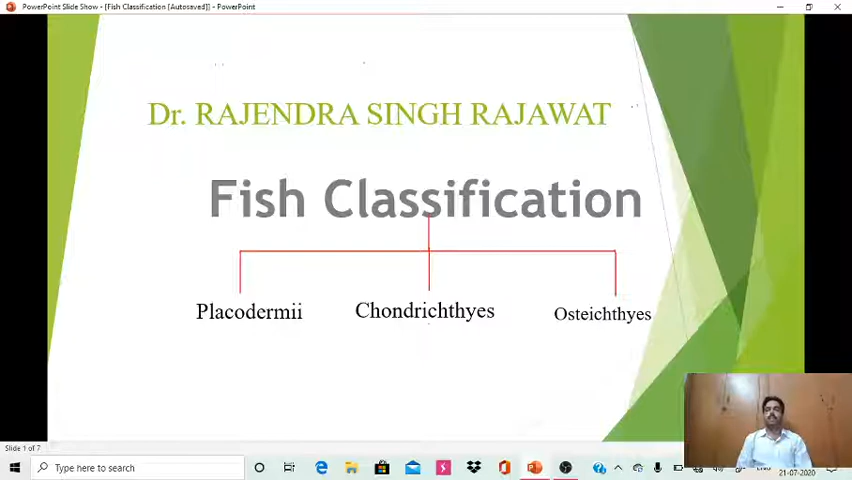 PowerPoint Slide Show - [Fish Classification [Autosaved]] - PowerPoint
Dr. RAJENDRA SINGH RAJAWAT
Fish Classification
Placodermii Chondrichthyes Osteichthyes
Slide 1 of 7
Type here to search
ENG
21-07-2020